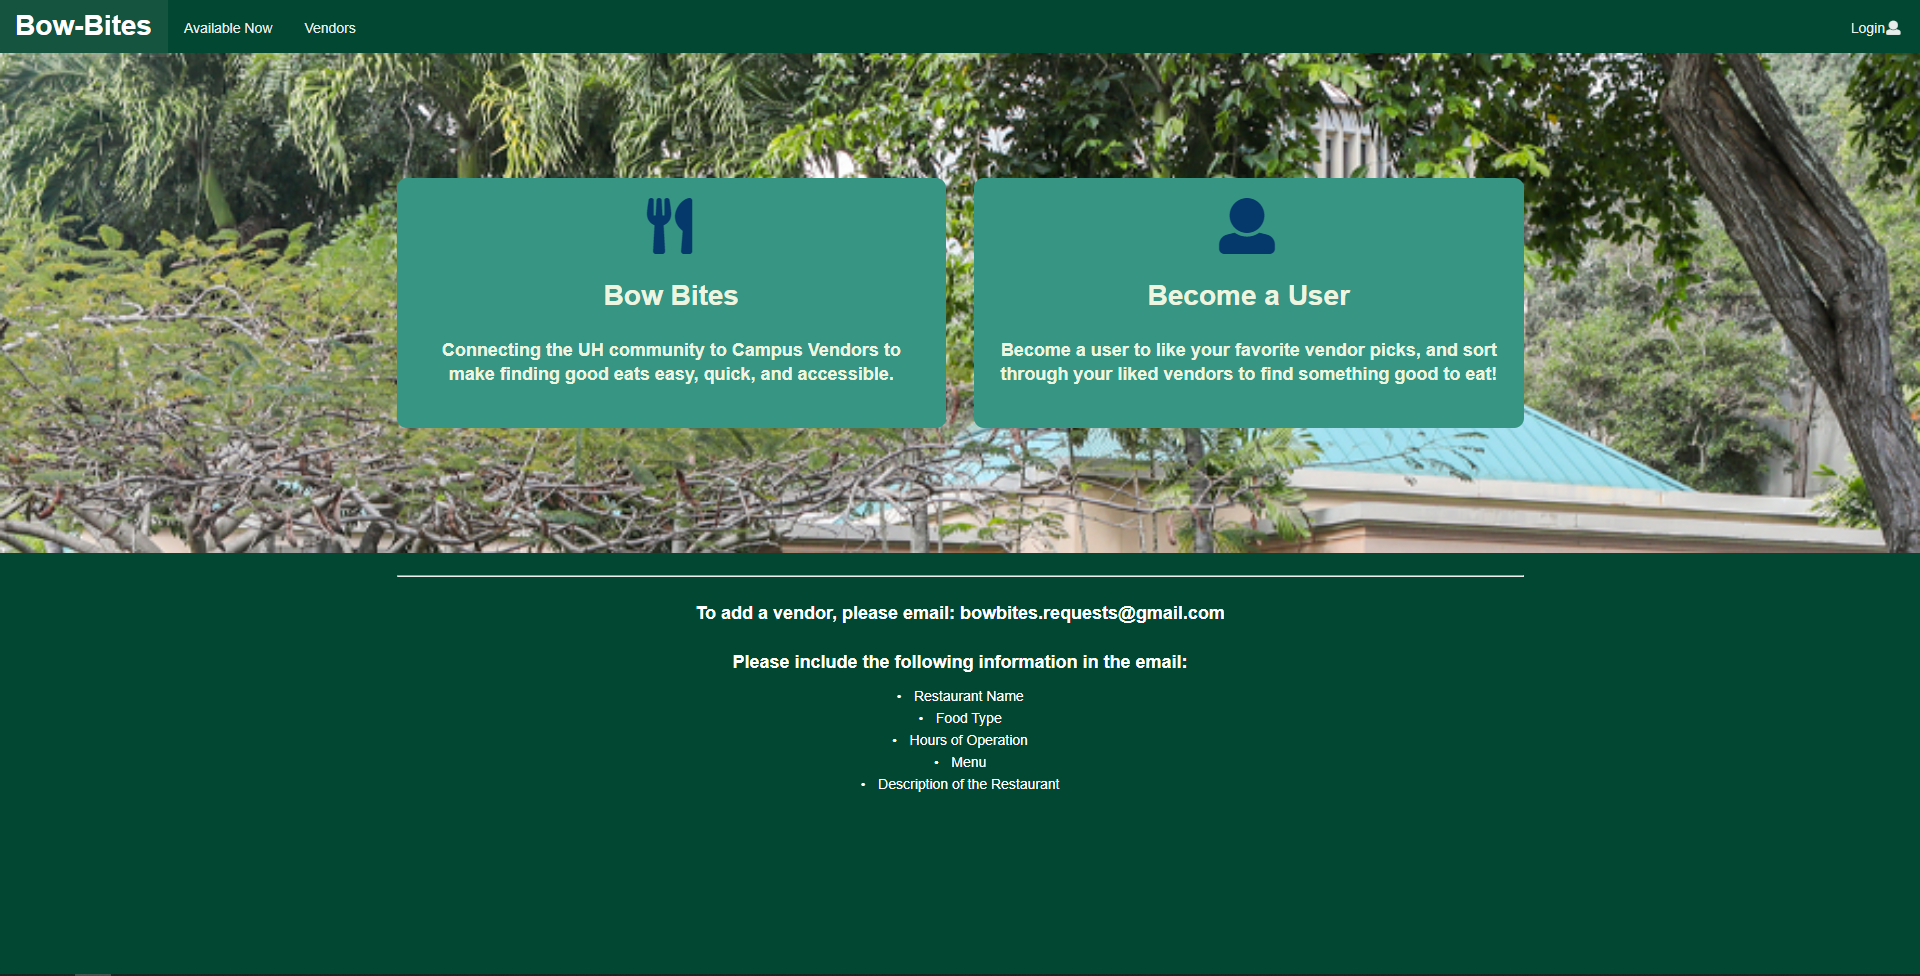 Bow-Bites
Available Now
Vendors
Login
Bow Bites
Connecting the UH community to Campus Vendors to
make finding good eats easy, quick, and accessible.
Become a User
Become a user to like your favorite vendor picks, and sort
through your liked vendors to find something good to eat!
To add a vendor, please email: bowbites.requests@gmail.com
Please include the following information in the email:
• Restaurant Name
• Food Type
• Hours of Operation
• Menu
• Description of the Restaurant